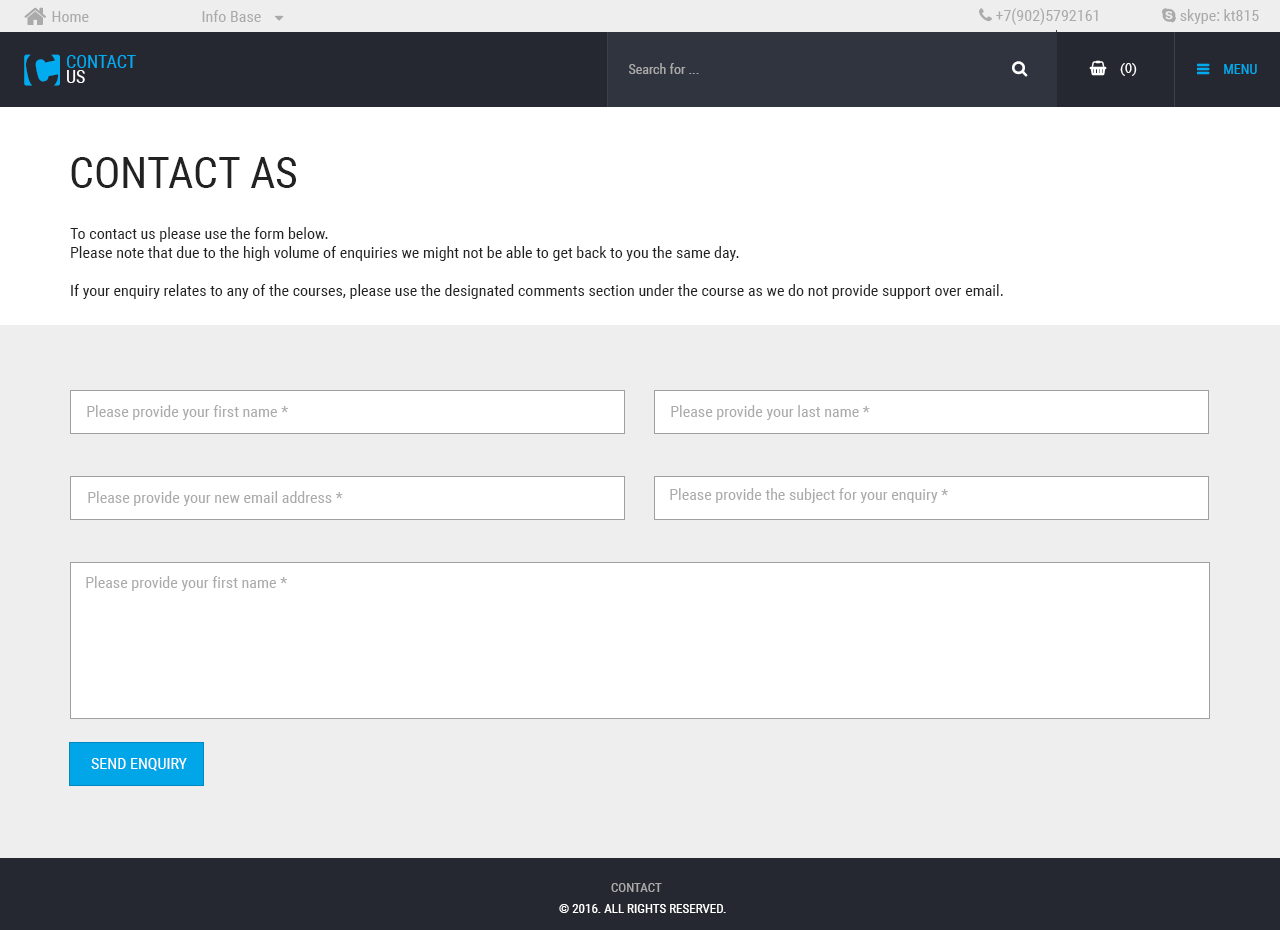 Home
Info Base
+7(902)5792161
skype: kt815
CONTACT
US
Search for ...
(0)
MENU
CONTACT AS
To contact us please use the form below.
Please note that due to the high volume of enquiries we might not be able to get back to you the same day.
If your enquiry relates to any of the courses, please use the designated comments section under the course as we do not provide support over email.
Please provide your first name *
Please provide your last name *
Please provide your new email address *
Please provide the subject for your enquiry *
Please provide your first name *
SEND ENQUIRY
CONTACT
© 2016. ALL RIGHTS RESERVED.